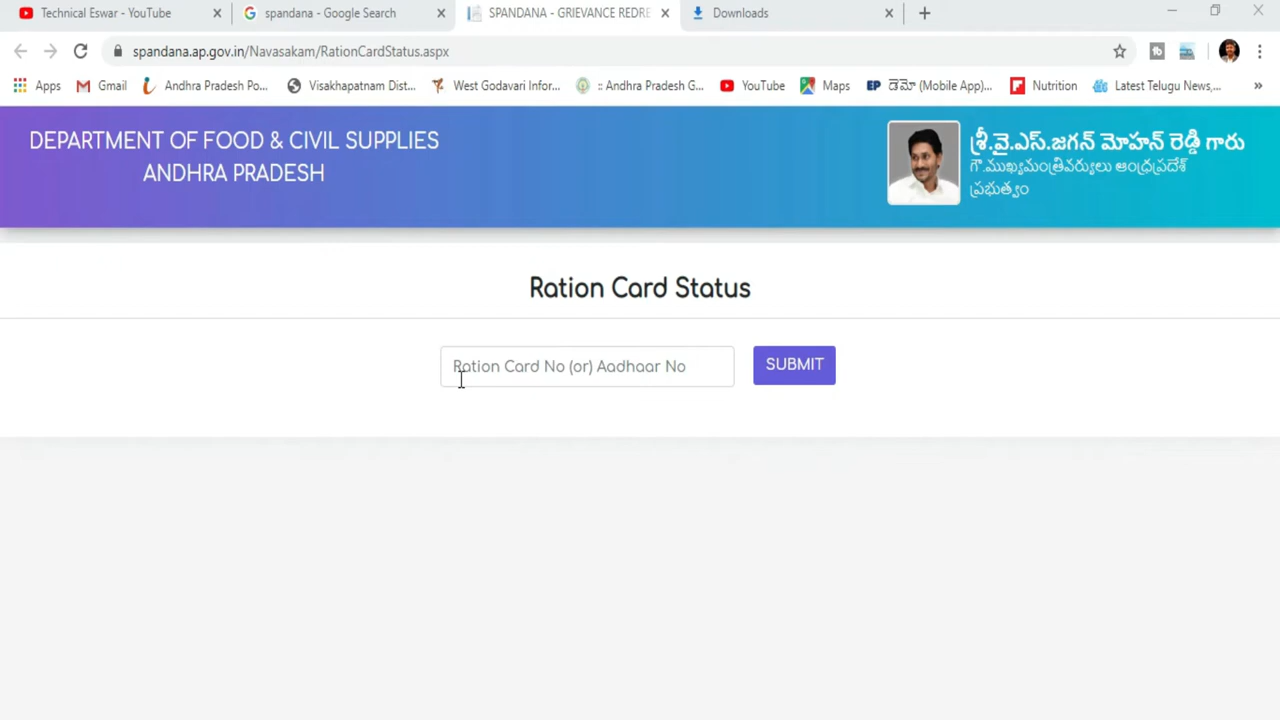 Technical Eswar - YouTube
spandana - Google Search
SPANDANA - GRIEVANCE REDRE
Downloads
spandana.ap.gov.in/Navasakam/RationCardStatus.aspx
Apps
Gmail
Andhra Pradesh Po...
Visakhapatnam Dist...
West Godavari Infor...
:: Andhra Pradesh G...
YouTube
Maps
EP డెమో (Mobile App)...
Nutrition
Latest Telugu News,...
DEPARTMENT OF FOOD & CIVIL SUPPLIES
ANDHRA PRADESH
శ్రీ.వై.ఎస్.జగన్ మోహన్ రెడ్డి గారు
గౌ.ముఖ్యమంత్రివర్యులు ఆంధ్రప్రదేశ్
ప్రభుత్వం
Ration Card Status
Ration Card No (or) Aadhaar No
SUBMIT